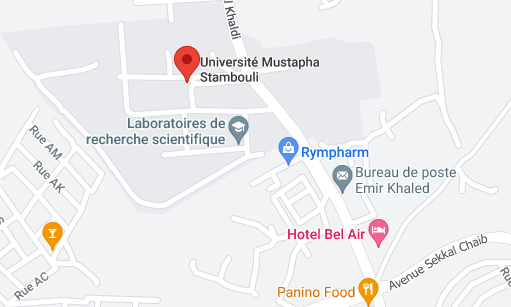 l Khaldi
Université Mustapha
Stambouli
Laboratoires de
recherche scientifique
Rue AM
Rue AK
Rympharm
Bureau de poste
Emir Khaled
Hotel Bel Air
Avenue Sekkal Chaib
Rue AC
Panino Food